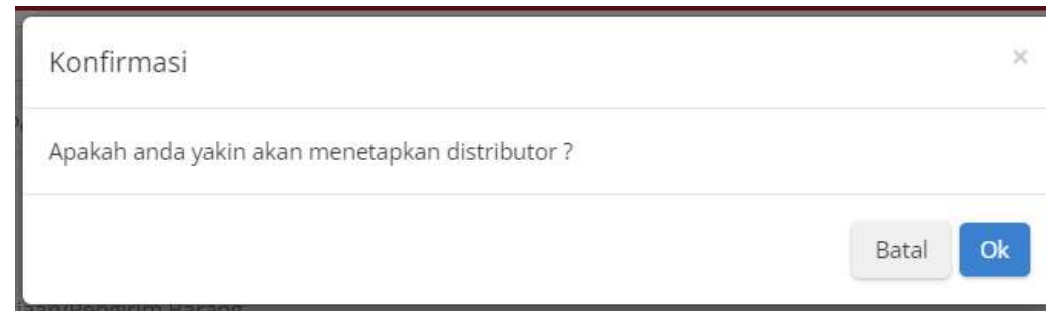 Konfirmasi
×
Apakah anda yakin akan menetapkan distributor ?
Batal
Ok